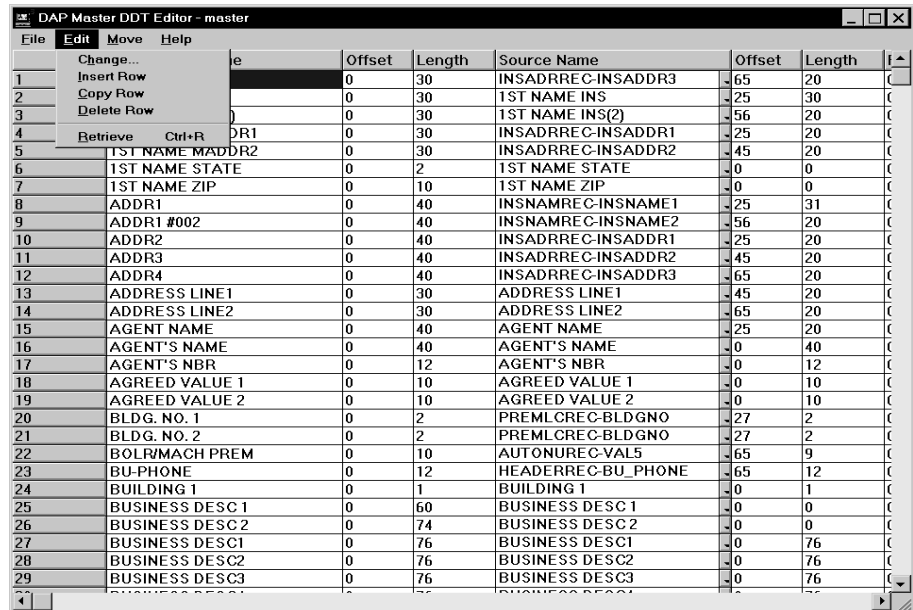 DAP Master DDT Editor - master
File Edit Move Help
Offset Length Source Name Offset Length
Change...
Insert Row
Copy Row
Delete Row
Retrieve Ctrl+R
1 0 30 INSADRREC-INSADDR3 65 20
2 0 30 1ST NAME INS 25 30
3 0 30 1ST NAME INS(2) 56 20
4 DR1 0 30 INSADRREC-INSADDR1 25 20
5 1ST NAME MADDR2 0 30 INSADRREC-INSADDR2 45 20
6 1ST NAME STATE 0 2 1ST NAME STATE 0 0
7 1ST NAME ZIP 0 10 1ST NAME ZIP 0 0
8 ADDR1 0 40 INSNAMREC-INSNAME1 25 31
9 ADDR1 #002 0 40 INSNAMREC-INSNAME2 56 20
10 ADDR2 0 40 INSADRREC-INSADDR1 25 20
11 ADDR3 0 40 INSADRREC-INSADDR2 45 20
12 ADDR4 0 40 INSADRREC-INSADDR3 65 20
13 ADDRESS LINE1 0 30 ADDRESS LINE1 45 20
14 ADDRESS LINE2 0 30 ADDRESS LINE2 65 20
15 AGENT NAME 0 40 AGENT NAME 25 20
16 AGENT'S NAME 0 40 AGENT'S NAME 0 40
17 AGENT'S NBR 0 12 AGENT'S NBR 0 12
18 AGREED VALUE 1 0 10 AGREED VALUE 1 0 10
19 AGREED VALUE 2 0 10 AGREED VALUE 2 0 10
20 BLDG. NO. 1 0 2 PREMLCREC-BLDGNO 27 2
21 BLDG. NO. 2 0 2 PREMLCREC-BLDGNO 27 2
22 BOLR/MACH PREM 0 10 AUTONUREC-VAL5 65 9
23 BU-PHONE 0 12 HEADERREC-BU_PHONE 65 12
24 BUILDING 1 0 1 BUILDING 1 0 1
25 BUSINESS DESC 1 0 60 BUSINESS DESC 1 0 0
26 BUSINESS DESC 2 0 74 BUSINESS DESC 2 0 0
27 BUSINESS DESC1 0 76 BUSINESS DESC1 0 76
28 BUSINESS DESC2 0 76 BUSINESS DESC2 0 76
29 BUSINESS DESC3 0 76 BUSINESS DESC3 0 76